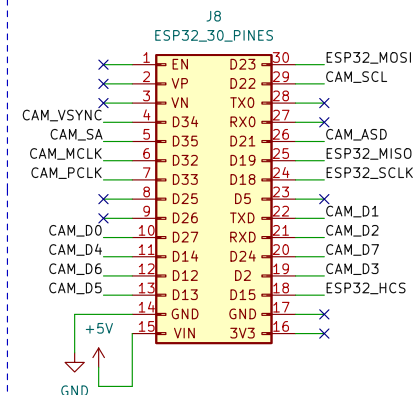 J8
ESP32_30_PINES
1 EN D23 30 ESP32_MOSI
2 VP D22 29 CAM_SCL
3 VN TX0 28
CAM_VSYNC 4 D34 RX0 27
CAM_SA 5 D35 D21 26 CAM_ASD
CAM_MCLK 6 D32 D19 25 ESP32_MISO
CAM_PCLK 7 D33 D18 24 ESP32_SCLK
8 D25 D5 23
9 D26 TXD 22 CAM_D1
CAM_D0 10 D27 RXD 21 CAM_D2
CAM_D4 11 D14 D24 20 CAM_D7
CAM_D6 12 D12 D2 19 CAM_D3
CAM_D5 13 D13 D15 18 ESP32_HCS
14 GND GND 17
+5V 15 VIN 3V3 16
GND